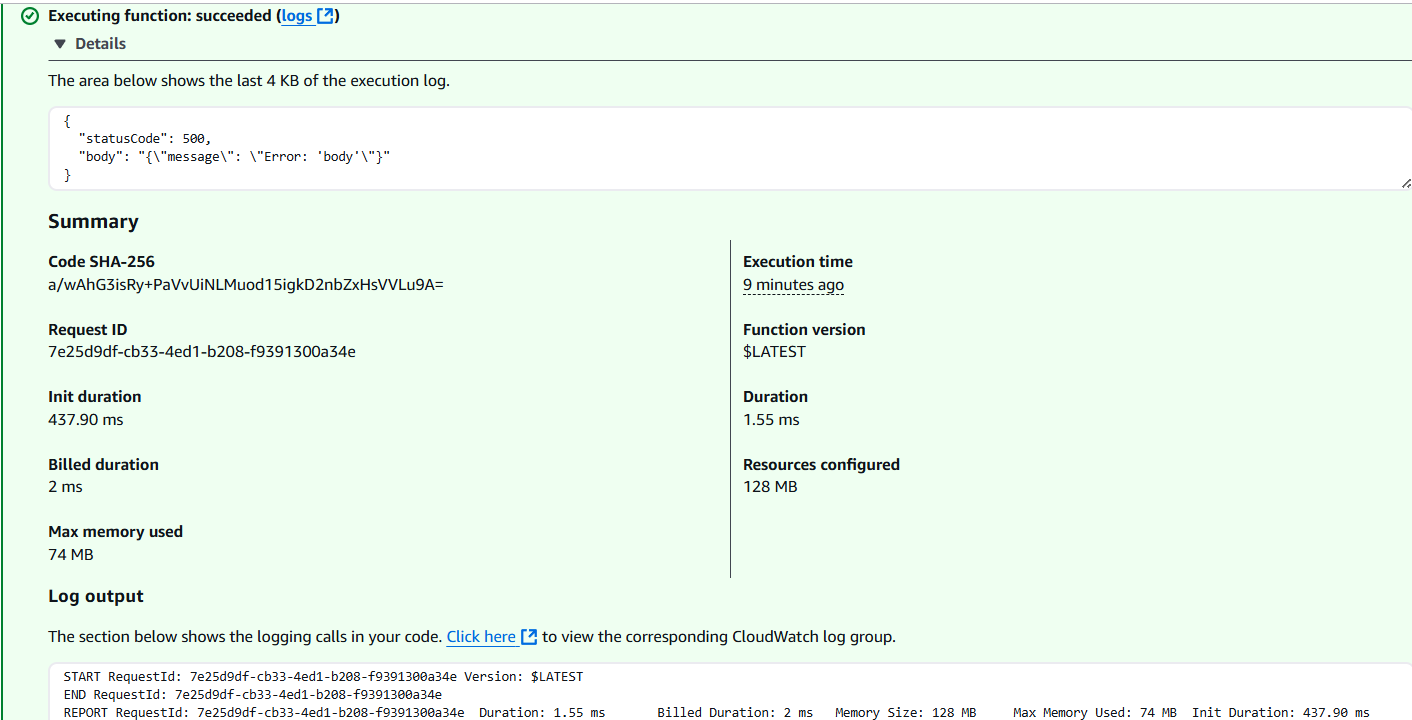 Executing function: succeeded (logs)
Details
The area below shows the last 4 KB of the execution log.
{
  "statusCode": 500,
  "body": "{\"message\": \"Error: 'body'\"}"
}
Summary
Code SHA-256
a/wAhG3isRy+PaVvUiNLMuod15igkD2nbZxHsVVLu9A=
Execution time
9 minutes ago
Request ID
7e25d9df-cb33-4ed1-b208-f9391300a34e
Function version
$LATEST
Init duration
437.90 ms
Duration
1.55 ms
Billed duration
2 ms
Resources configured
128 MB
Max memory used
74 MB
Log output
The section below shows the logging calls in your code. Click here to view the corresponding CloudWatch log group.
START RequestId: 7e25d9df-cb33-4ed1-b208-f9391300a34e Version: $LATEST
END RequestId: 7e25d9df-cb33-4ed1-b208-f9391300a34e
REPORT RequestId: 7e25d9df-cb33-4ed1-b208-f9391300a34e  Duration: 1.55 ms  Billed Duration: 2 ms  Memory Size: 128 MB  Max Memory Used: 74 MB  Init Duration: 437.90 ms